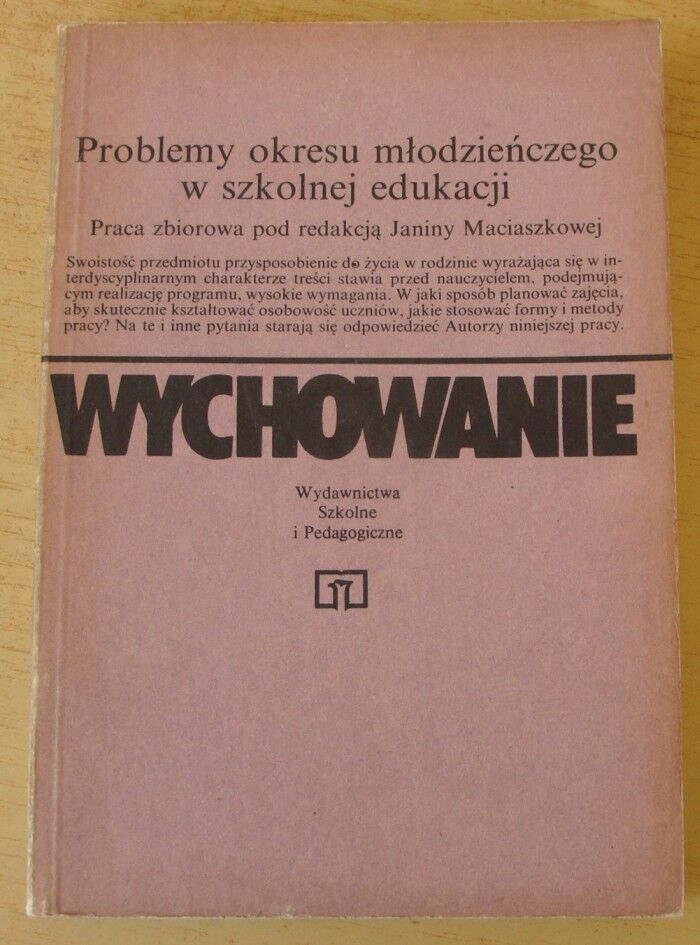 Problemy okresu młodzieńczego
w szkolnej edukacji
Praca zbiorowa pod redakcją Janiny Maciaszkowej
Swoistość przedmiotu przysposobienie do życia w rodzinie wyrażająca się w in-
terdyscyplinarnym charakterze treści stawia przed nauczycielem, podejmują-
cym realizację programu, wysokie wymagania. W jaki sposób planować zajęcia,
aby skutecznie kształtować osobowość uczniów, jakie stosować formy i metody
pracy? Na te i inne pytania starają się odpowiedzieć Autorzy niniejszej pracy.
WYCHOWANIE
Wydawnictwa
Szkolne
i Pedagogiczne